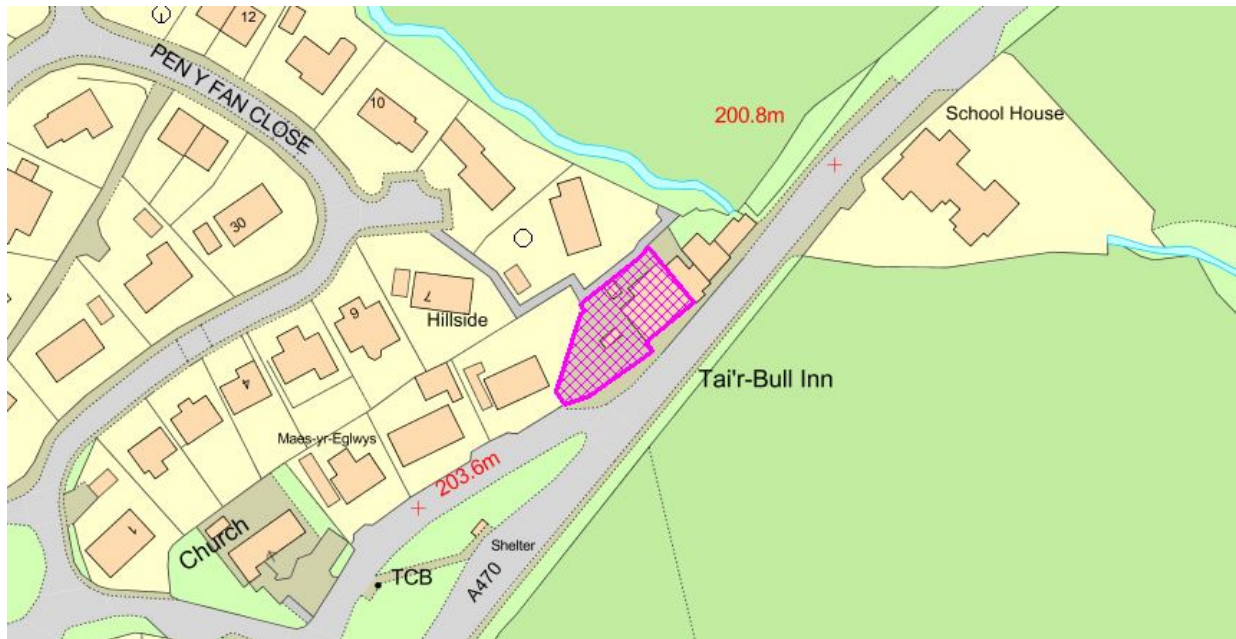 12
PEN Y FAN CLOSE
10
200.8m
School House
30
7
Hillside
6
4
Tai'r-Bull Inn
Maes-yr-Eglwys
203.6m
1
Church
Shelter
TCB
A470